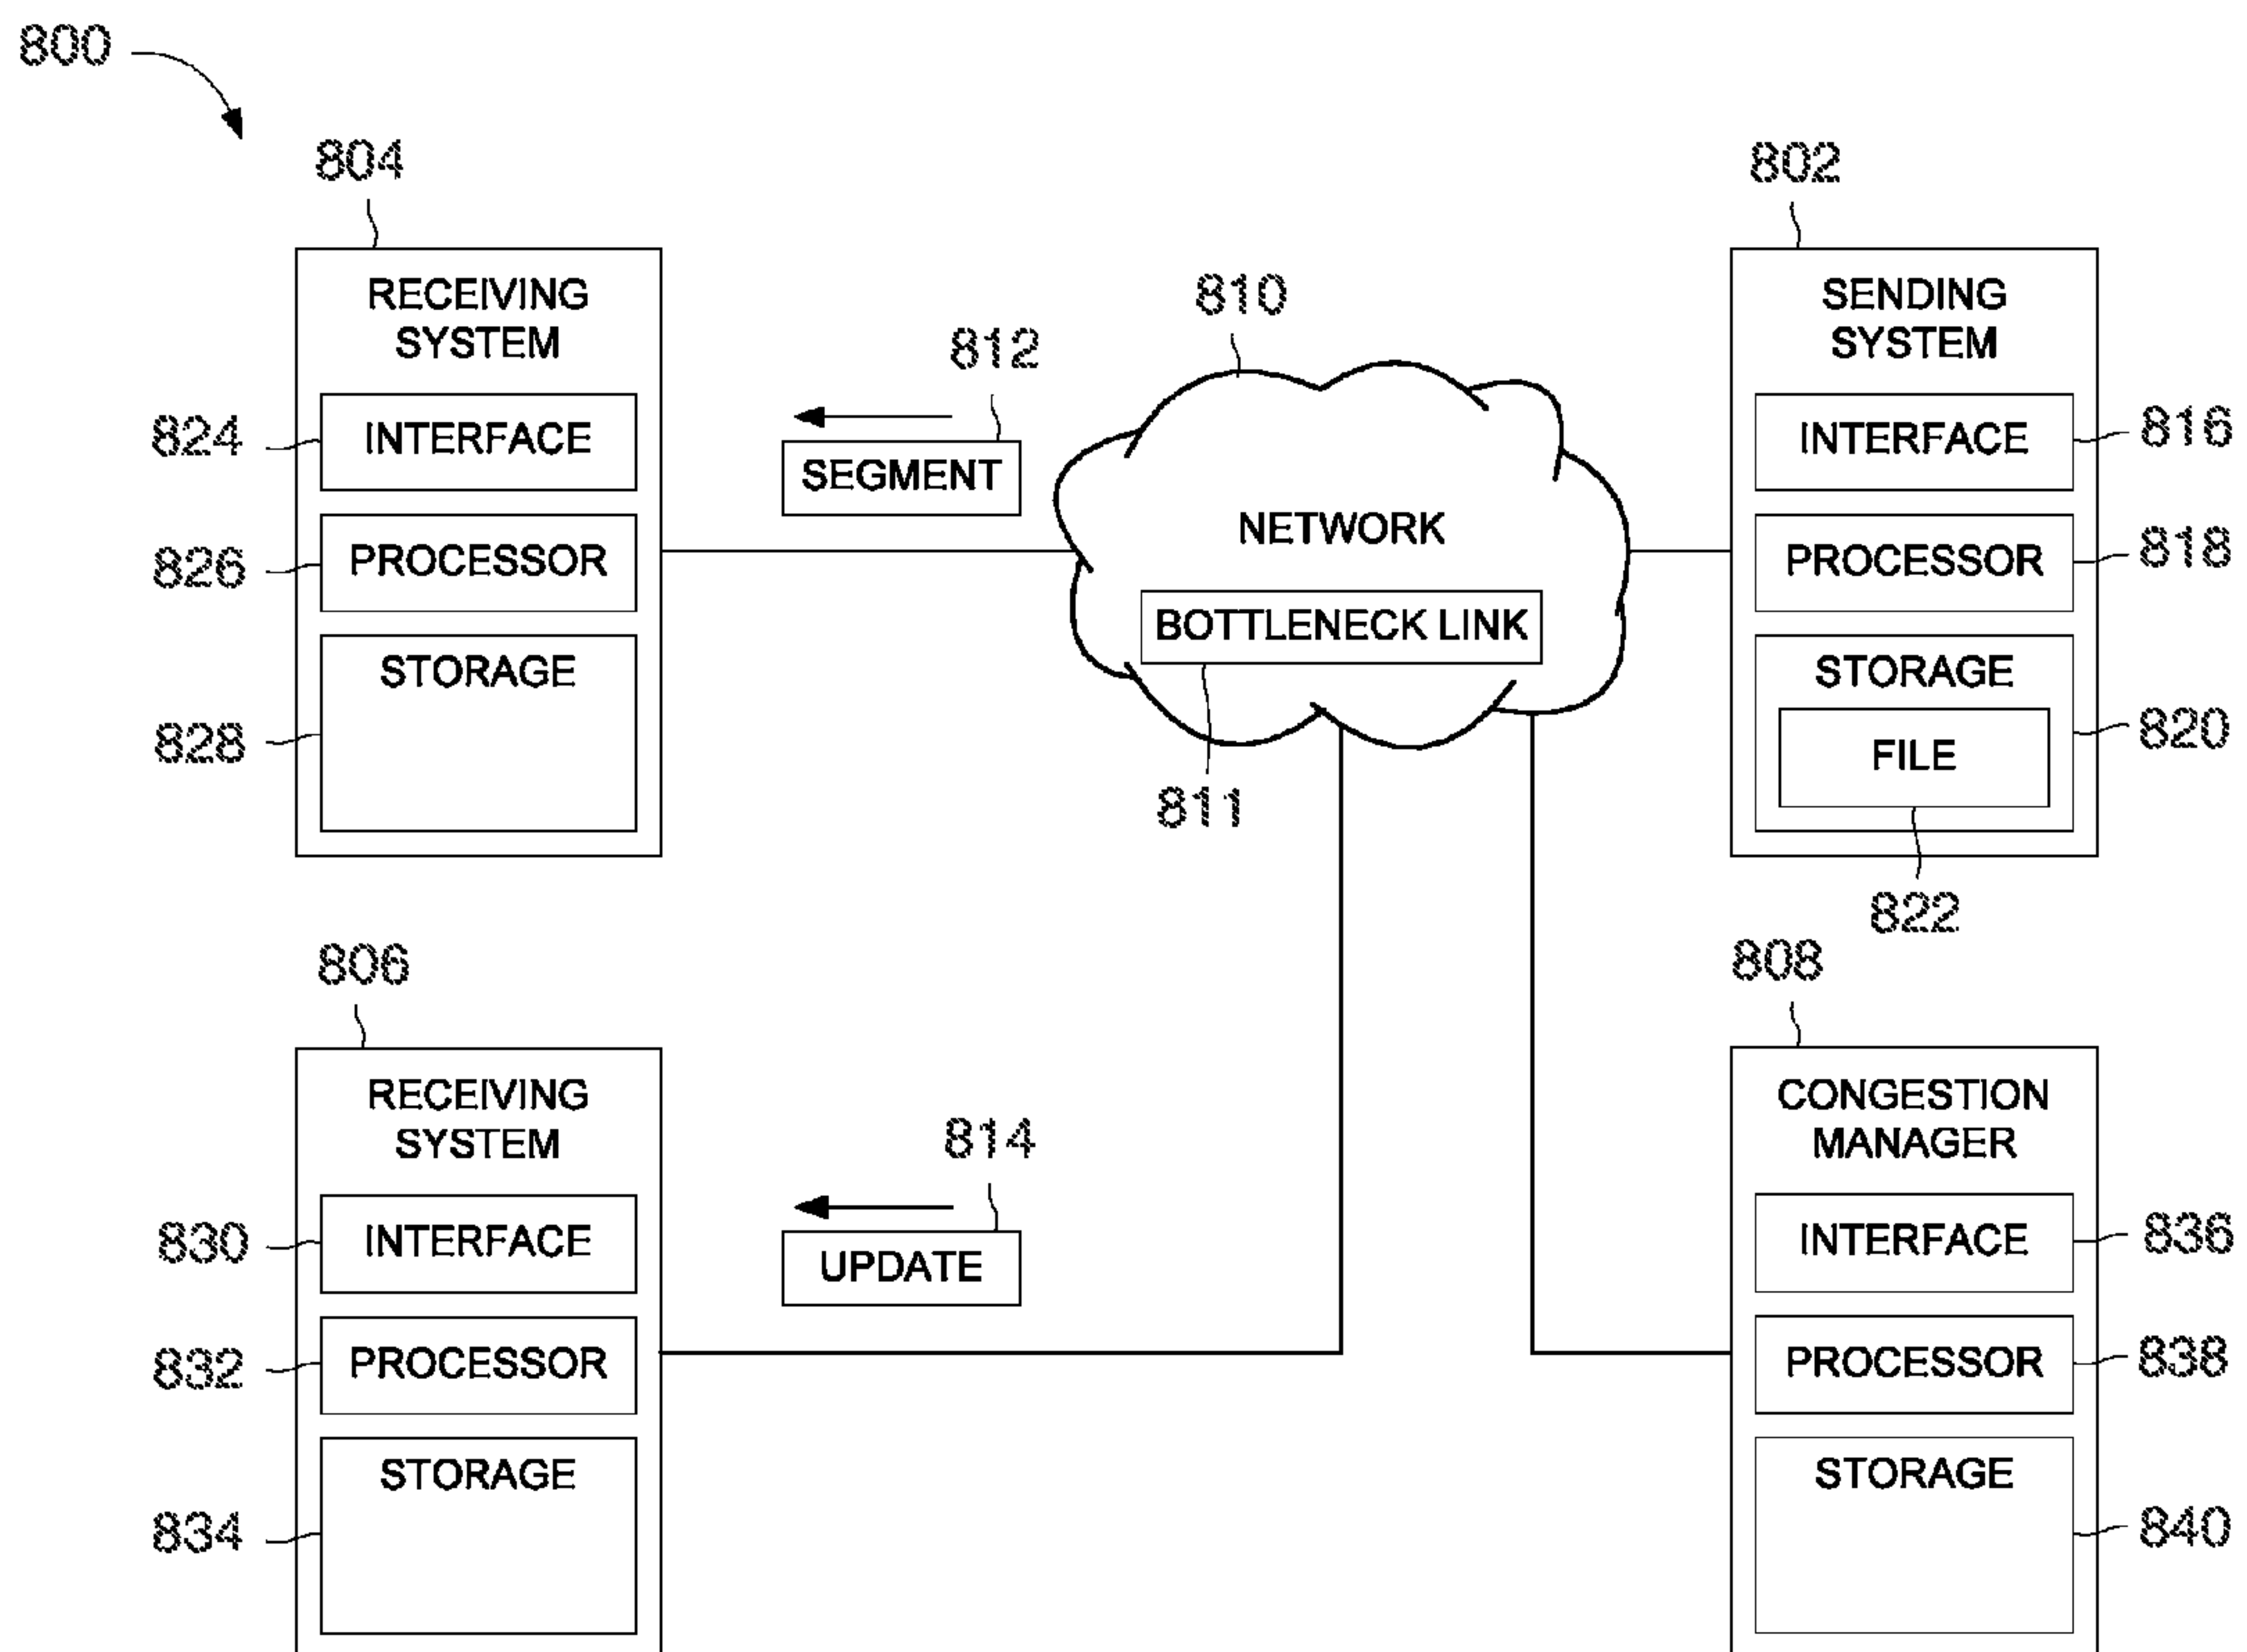 800
804
802
810
812
RECEIVING
SYSTEM
SENDING
SYSTEM
824
INTERFACE
SEGMENT
INTERFACE
816
NETWORK
826
PROCESSOR
PROCESSOR
818
BOTTLENECK LINK
STORAGE
STORAGE
828
820
FILE
811
822
806
808
RECEIVING
SYSTEM
CONGESTION
MANAGER
814
830
INTERFACE
UPDATE
INTERFACE
836
832
PROCESSOR
PROCESSOR
838
STORAGE
STORAGE
834
840